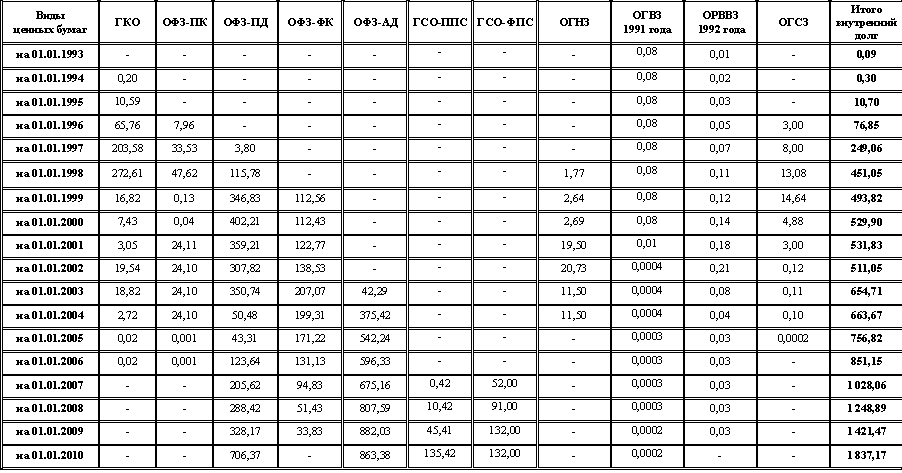 Виды ценных бумаг ГКО ОФЗ-ПК ОФЗ-ПД ОФЗ-ФК ОФЗ-АД ГСО-ППС ГСО-ФПС ОГНЗ ОГВЗ 1991 года ОРВВЗ 1992 года ОГСЗ Итого внутренний долг
на 01.01.1993 - - - - - - - - 0,08 0,01 - 0,09
на 01.01.1994 0,20 - - - - - - - 0,08 0,02 - 0,30
на 01.01.1995 10,59 - - - - - - - 0,08 0,03 - 10,70
на 01.01.1996 65,76 7,96 - - - - - - 0,08 0,05 3,00 76,85
на 01.01.1997 203,58 33,53 3,80 - - - - - 0,08 0,07 8,00 249,06
на 01.01.1998 272,61 47,62 115,78 - - - - 1,77 0,08 0,11 13,08 451,05
на 01.01.1999 16,82 0,13 346,83 112,56 - - - 2,64 0,08 0,12 14,64 493,82
на 01.01.2000 7,43 0,04 402,21 112,43 - - - 2,69 0,08 0,14 4,88 529,90
на 01.01.2001 3,05 24,11 359,21 122,77 - - - 19,50 0,01 0,18 3,00 531,83
на 01.01.2002 19,54 24,10 307,82 138,53 - - - 20,73 0,0004 0,21 0,12 511,05
на 01.01.2003 18,82 24,10 350,74 207,07 42,29 - - 11,50 0,0004 0,08 0,11 654,71
на 01.01.2004 2,72 24,10 50,48 199,31 375,42 - - 11,50 0,0004 0,04 0,10 663,67
на 01.01.2005 0,02 0,001 43,31 171,22 542,24 - - - 0,0003 0,03 0,0002 756,82
на 01.01.2006 0,02 0,001 123,64 131,13 596,33 - - - 0,0003 0,03 - 851,15
на 01.01.2007 - - 205,62 94,83 675,16 0,42 52,00 - 0,0003 0,03 - 1 028,06
на 01.01.2008 - - 288,42 51,43 807,59 10,42 91,00 - 0,0003 0,03 - 1 248,89
на 01.01.2009 - - 328,17 33,83 882,03 45,41 132,00 - 0,0002 0,03 - 1 421,47
на 01.01.2010 - - 706,37 - 863,38 135,42 132,00 - 0,0002 - - 1 837,17